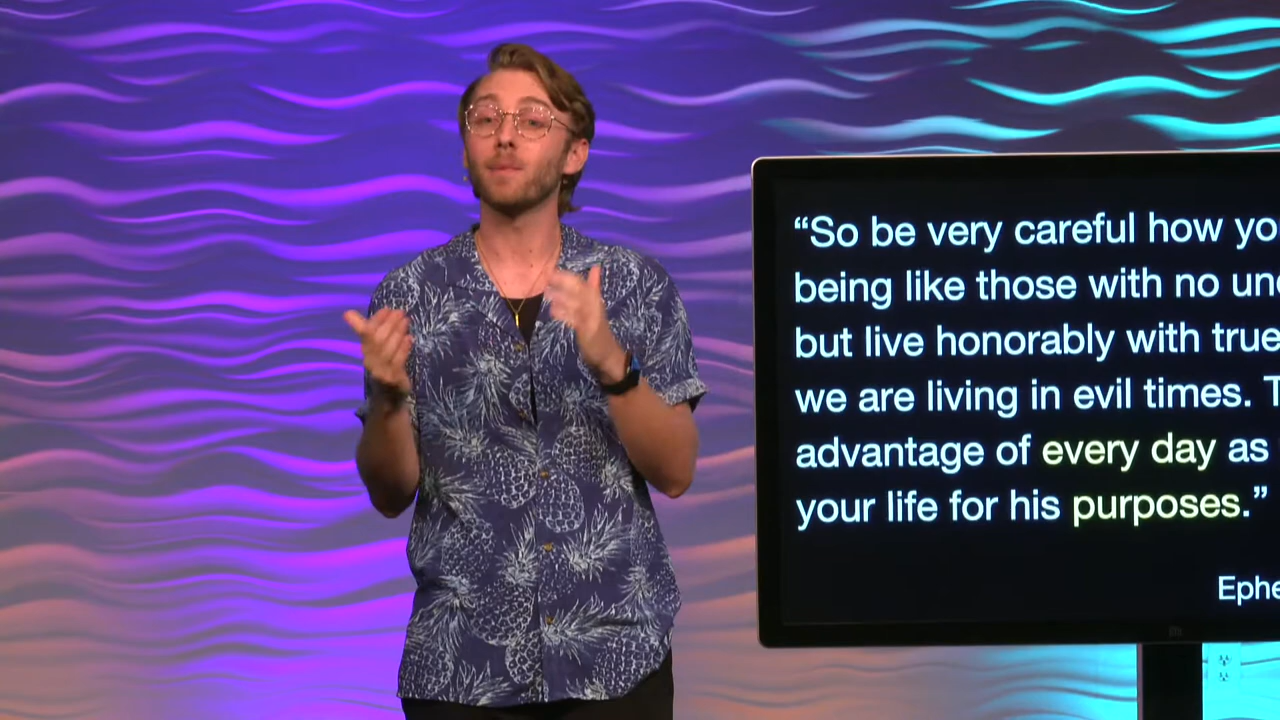 “So be very careful how yo
being like those with no un
but live honorably with true
we are living in evil times. T
advantage of every day as
your life for his purposes.”
Ephe